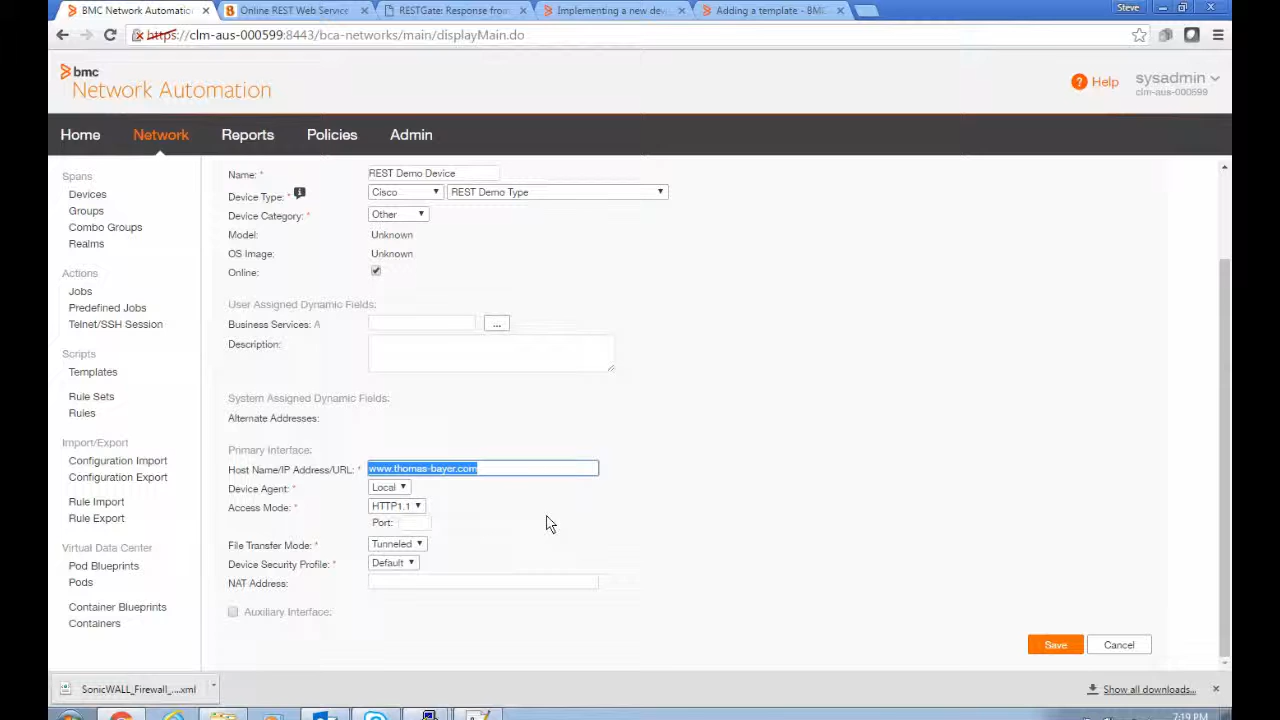 BMC Network Automati
Online REST Web Service
RESTGate: Response from
Implementing a new dev
Adding a template - BMC
Steve
https://clm-aus-000599:8443/bca-networks/main/displayMain.do
bmc
Network Automation
Help
sysadmin
clm-aus-000599
Home
Network
Reports
Policies
Admin
Spans
Devices
Groups
Combo Groups
Realms
Actions
Jobs
Predefined Jobs
Telnet/SSH Session
Scripts
Templates
Rule Sets
Rules
Import/Export
Configuration Import
Configuration Export
Rule Import
Rule Export
Virtual Data Center
Pod Blueprints
Pods
Container Blueprints
Containers
Name: * REST Demo Device
Device Type: * Cisco REST Demo Type
Device Category: * Other
Model: Unknown
OS Image: Unknown
Online:
User Assigned Dynamic Fields:
Business Services: A ...
Description:
System Assigned Dynamic Fields:
Alternate Addresses:
Primary Interface:
Host Name/IP Address/URL: * www.thomas-bayer.com
Device Agent: * Local
Access Mode: * HTTP1.1
Port:
File Transfer Mode: * Tunneled
Device Security Profile: * Default
NAT Address:
Auxiliary Interface:
Save
Cancel
SonicWALL_Firewall_....xml
Show all downloads...
7:19 PM